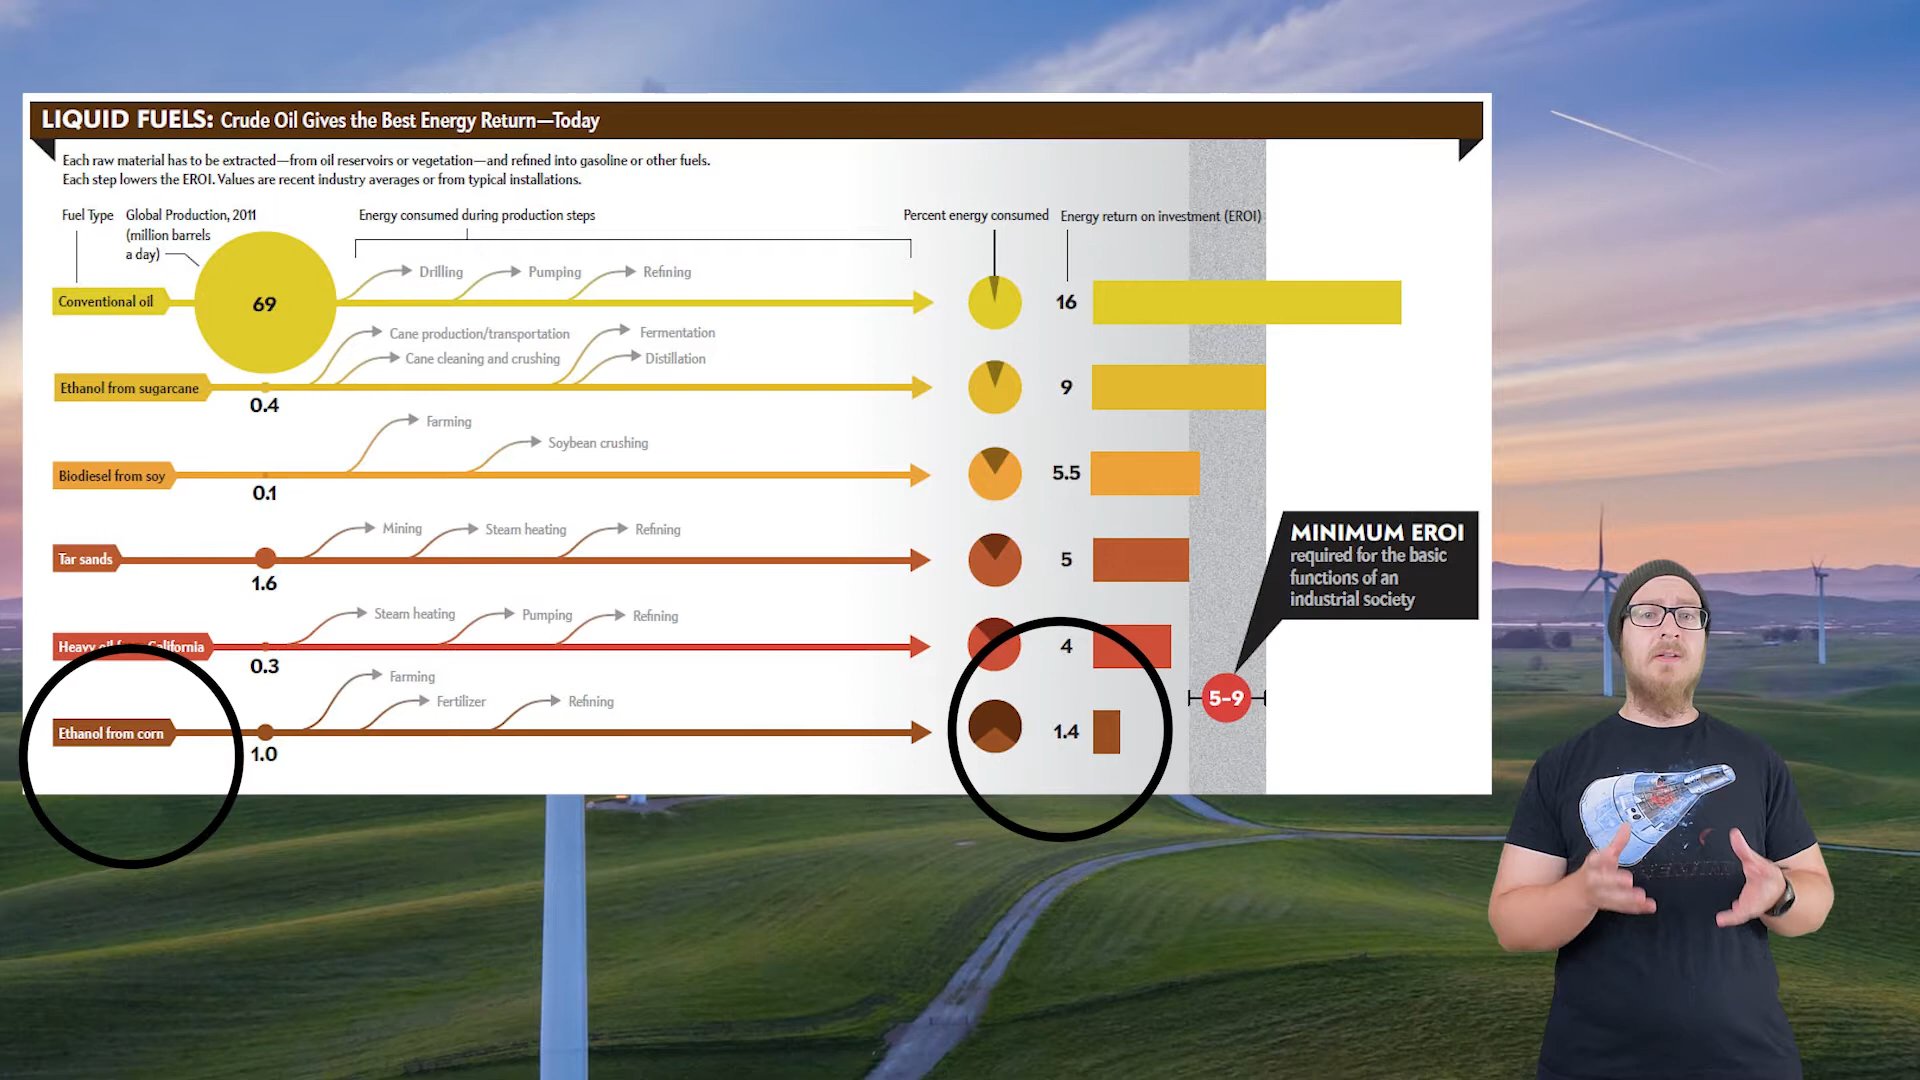 LIQUID FUELS: Crude Oil Gives the Best Energy Return—Today
Each raw material has to be extracted—from oil reservoirs or vegetation—and refined into gasoline or other fuels.
Each step lowers the EROI. Values are recent industry averages or from typical installations.
Fuel Type
Global Production, 2011
(million barrels
a day)
Energy consumed during production steps
Percent energy consumed
Energy return on investment (EROI)
Conventional oil
69
Drilling
Pumping
Refining
16
Ethanol from sugarcane
0.4
Cane production/transportation
Cane cleaning and crushing
Fermentation
Distillation
9
Biodiesel from soy
0.1
Farming
Soybean crushing
5.5
Tar sands
1.6
Mining
Steam heating
Refining
5
Heavy oil from California
0.3
Steam heating
Pumping
Refining
4
Ethanol from corn
1.0
Farming
Fertilizer
Refining
1.4
MINIMUM EROI
required for the basic
functions of an
industrial society
5–9